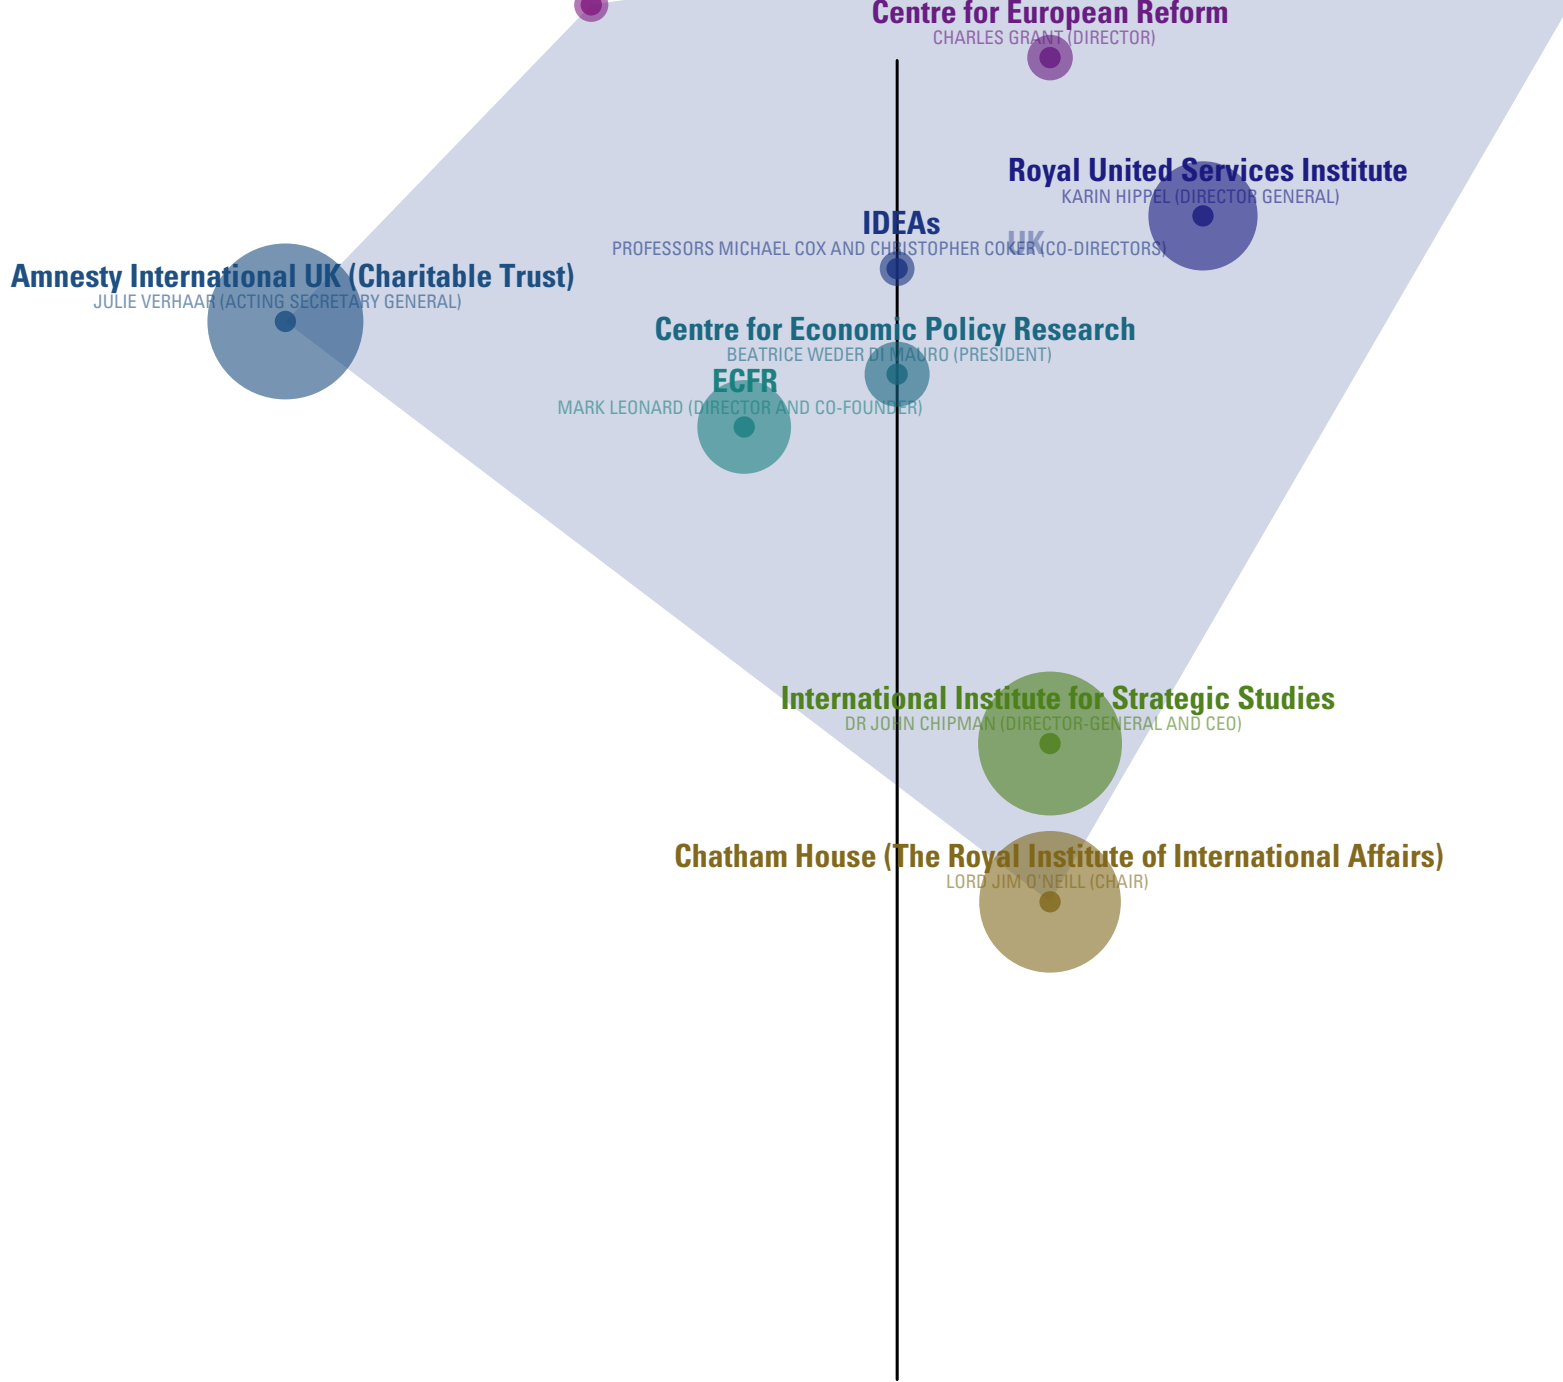 Centre for European Reform
CHARLES GRANT (DIRECTOR)
Royal United Services Institute
KARIN HIPPEL (DIRECTOR GENERAL)
IDEAs
UK
PROFESSORS MICHAEL COX AND CHRISTOPHER COKER (CO-DIRECTORS)
Amnesty International UK (Charitable Trust)
JULIE VERHAAR (ACTING SECRETARY GENERAL)
Centre for Economic Policy Research
BEATRICE WEDER DI MAURO (PRESIDENT)
ECFR
MARK LEONARD (DIRECTOR AND CO-FOUNDER)
International Institute for Strategic Studies
DR JOHN CHIPMAN (DIRECTOR-GENERAL AND CEO)
Chatham House (The Royal Institute of International Affairs)
LORD JIM O'NEILL (CHAIR)